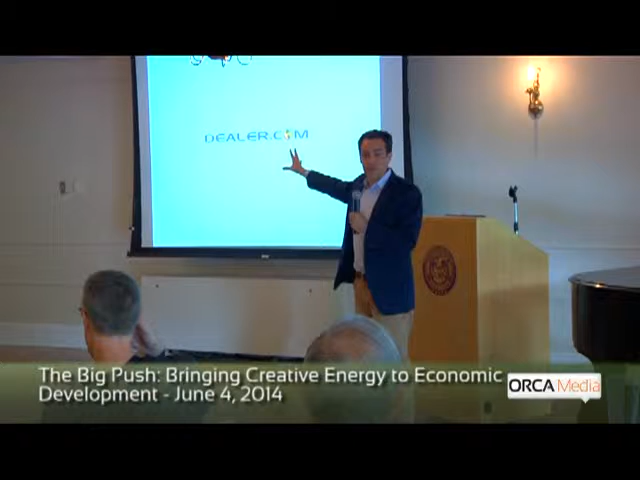 DEALER.COM
The Big Push: Bringing Creative Energy to Economic
Development - June 4, 2014
ORCA Media